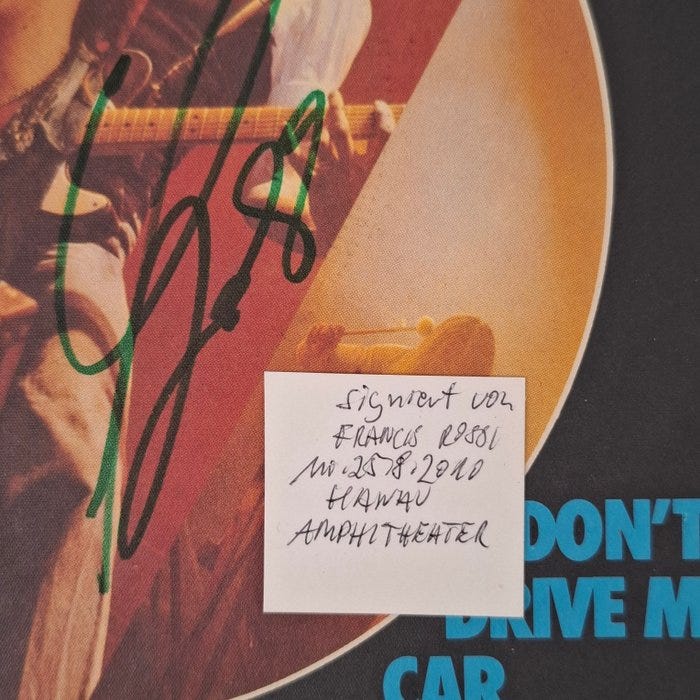 signiert von
FRANCIS ROSSI
MI. 25.8.2010
HANAU
AMPHITHEATER
DON'T
DRIVE M
CAR